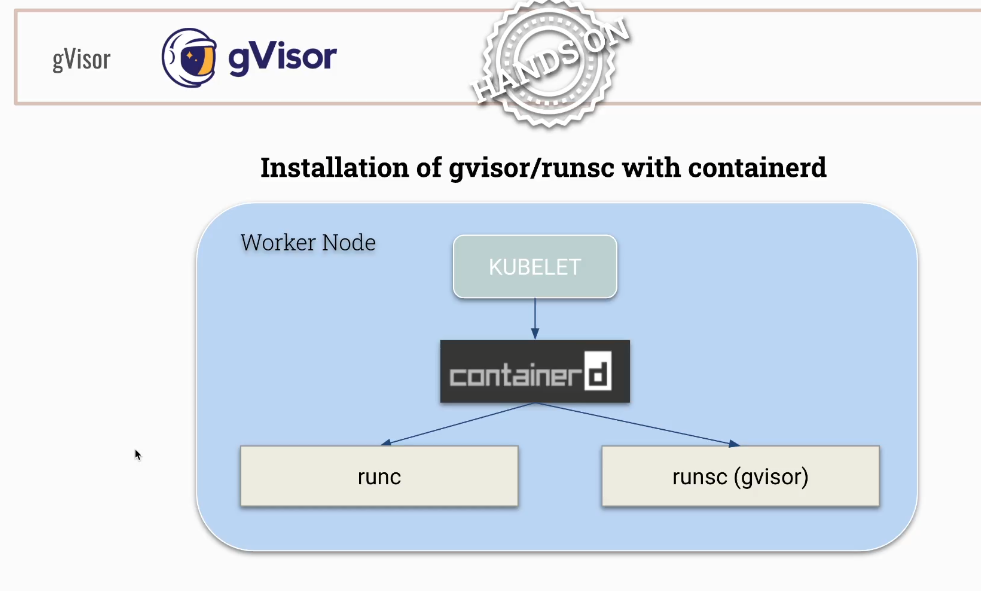 gVisor
gVisor
HANDS ON
Installation of gvisor/runsc with containerd
Worker Node
KUBELET
containerd
runc
runsc (gvisor)